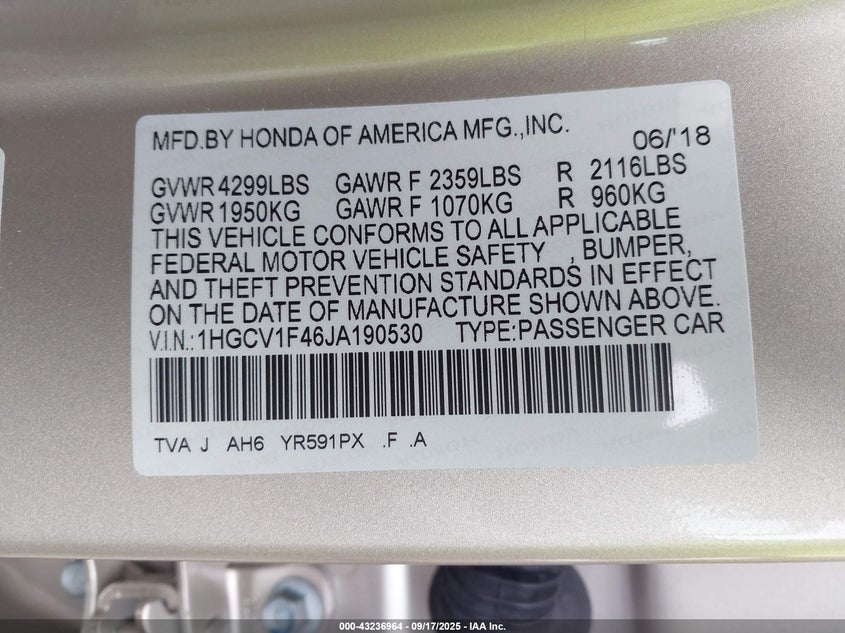 MFD.BY HONDA OF AMERICA MFG.,INC. 06/'18
GVWR 4299LBS GAWR F 2359LBS R 2116LBS
GVWR 1950KG GAWR F 1070KG R 960KG
THIS VEHICLE CONFORMS TO ALL APPLICABLE
FEDERAL MOTOR VEHICLE SAFETY , BUMPER,
AND THEFT PREVENTION STANDARDS IN EFFECT
ON THE DATE OF MANUFACTURE SHOWN ABOVE.
V.I.N.:1HGCV1F46JA190530 TYPE:PASSENGER CAR
TVA J AH6 YR591PX .F .A
000-43236964 - 09/17/2025 - IAA Inc.